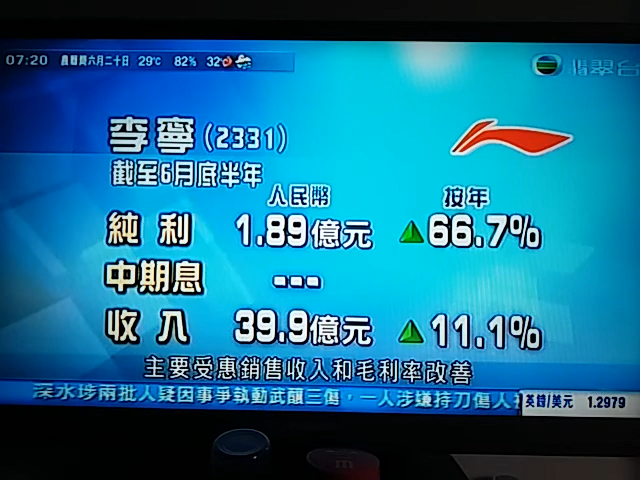 07:20 農曆閏六月二十日 29℃ 82% 32
翡翠台
李寧(2331)
截至6月底半年
人民幣 按年
純利 1.89億元 ▲66.7%
中期息 ---
收入 39.9億元 ▲11.1%
主要受惠銷售收入和毛利率改善
深水埗兩批人疑因事爭執動武釀三傷，一人涉嫌持刀傷人
英鎊/美元 1.2979